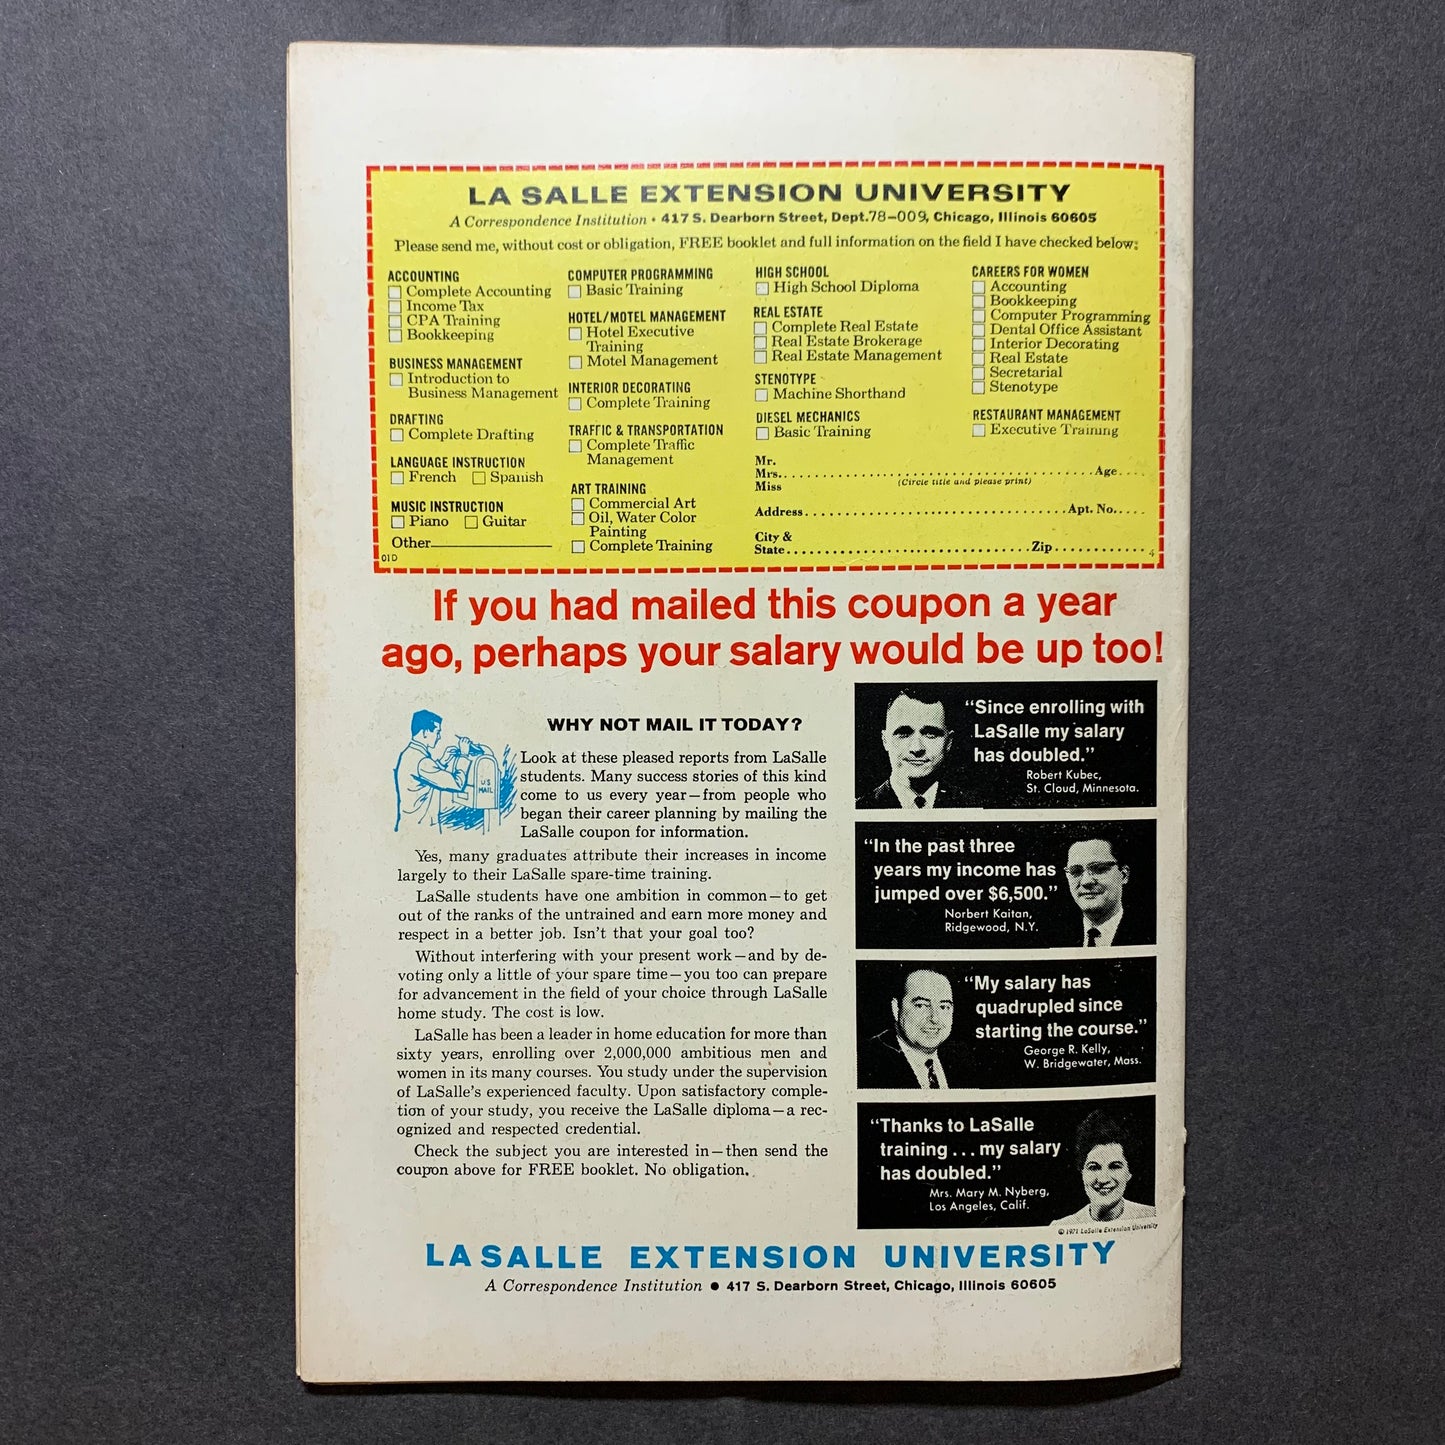 LA SALLE EXTENSION UNIVERSITY
A Correspondence Institution • 417 S. Dearborn Street, Dept.78-009, Chicago, Illinois 60605
Please send me, without cost or obligation, FREE booklet and full information on the field I have checked below:
ACCOUNTING
Complete Accounting
Income Tax
CPA Training
Bookkeeping
BUSINESS MANAGEMENT
Introduction to
Business Management
DRAFTING
Complete Drafting
LANGUAGE INSTRUCTION
French Spanish
MUSIC INSTRUCTION
Piano Guitar
Other
01D
COMPUTER PROGRAMMING
Basic Training
HOTEL/MOTEL MANAGEMENT
Hotel Executive
Training
Motel Management
INTERIOR DECORATING
Complete Training
TRAFFIC & TRANSPORTATION
Complete Traffic
Management
ART TRAINING
Commercial Art
Oil, Water Color
Painting
Complete Training
HIGH SCHOOL
High School Diploma
REAL ESTATE
Complete Real Estate
Real Estate Brokerage
Real Estate Management
STENOTYPE
Machine Shorthand
DIESEL MECHANICS
Basic Training
CAREERS FOR WOMEN
Accounting
Bookkeeping
Computer Programming
Dental Office Assistant
Interior Decorating
Real Estate
Secretarial
Stenotype
RESTAURANT MANAGEMENT
Executive Training
Mr.
Mrs. Age
Miss (Circle title and please print)
Address Apt. No.
City &
State Zip
4
If you had mailed this coupon a year
ago, perhaps your salary would be up too!
U.S.
MAIL
WHY NOT MAIL IT TODAY?
Look at these pleased reports from LaSalle
students. Many success stories of this kind
come to us every year—from people who
began their career planning by mailing the
LaSalle coupon for information.
Yes, many graduates attribute their increases in income
largely to their LaSalle spare-time training.
LaSalle students have one ambition in common—to get
out of the ranks of the untrained and earn more money and
respect in a better job. Isn't that your goal too?
Without interfering with your present work—and by de-
voting only a little of your spare time—you too can prepare
for advancement in the field of your choice through LaSalle
home study. The cost is low.
LaSalle has been a leader in home education for more than
sixty years, enrolling over 2,000,000 ambitious men and
women in its many courses. You study under the supervision
of LaSalle's experienced faculty. Upon satisfactory comple-
tion of your study, you receive the LaSalle diploma—a rec-
ognized and respected credential.
Check the subject you are interested in—then send the
coupon above for FREE booklet. No obligation.
"Since enrolling with
LaSalle my salary
has doubled."
Robert Kubec,
St. Cloud, Minnesota.
"In the past three
years my income has
jumped over $6,500."
Norbert Kaitan,
Ridgewood, N.Y.
"My salary has
quadrupled since
starting the course."
George R. Kelly,
W. Bridgewater, Mass.
"Thanks to LaSalle
training . . . my salary
has doubled."
Mrs. Mary M. Nyberg,
Los Angeles, Calif.
© 1971 LaSalle Extension University
LA SALLE EXTENSION UNIVERSITY
A Correspondence Institution • 417 S. Dearborn Street, Chicago, Illinois 60605